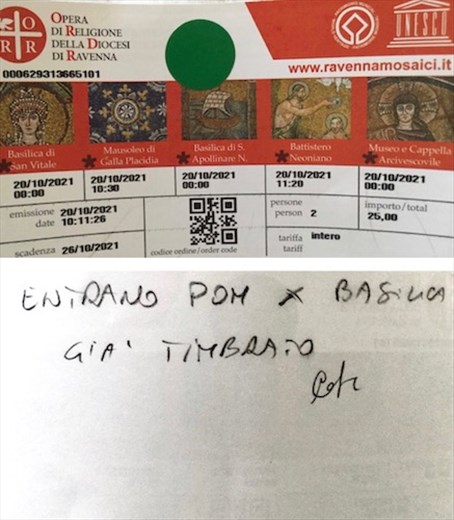 OPERA
DI RELIGIONE
DELLA DIOCESI
DI RAVENNA
O
R R
UNESCO
000629313665101
www.ravennamosaici.it
Basilica di
San Vitale
Mausoleo di
Galla Placidia
Basilica di S.
Apollinare N.
Battistero
Neoniano
Museo e Cappella
Arcivescovile
20/10/2021
00:00
20/10/2021
10:30
20/10/2021
00:00
20/10/2021
11:20
20/10/2021
00:00
emissione 20/10/2021
date 10:11:26
persone
person 2
importo/total
25,00
scadenza 26/10/2021
codice ordine/order code
tariffa intero
tariff
ENTRANO POM X BASILICA
GIA' TIMBRATO